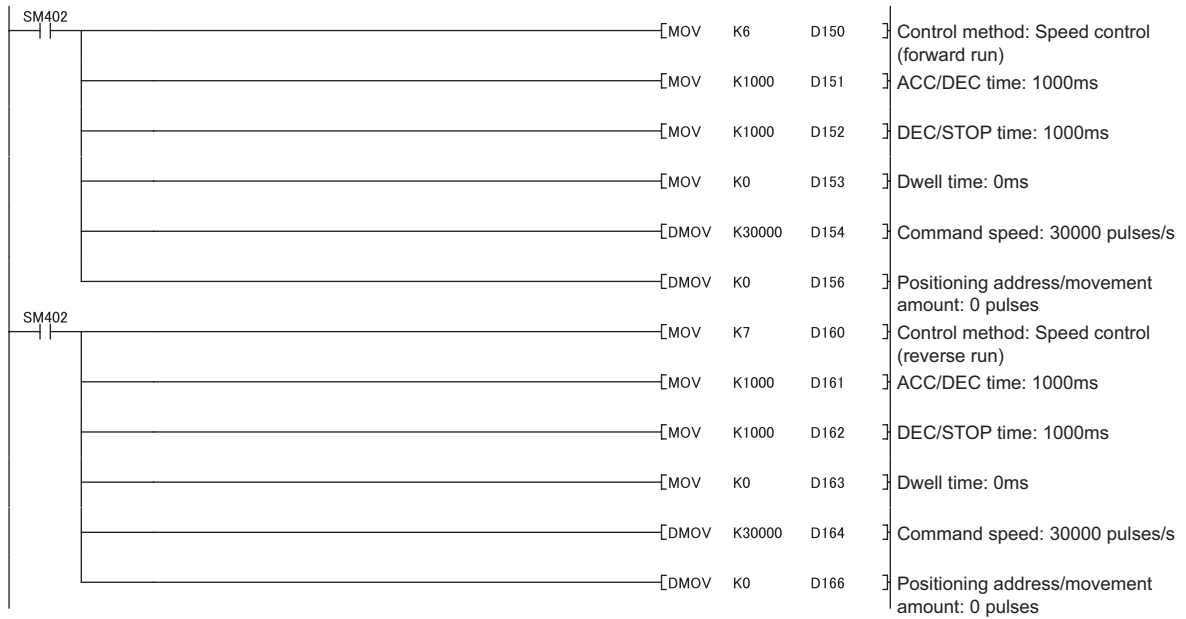 SM402
MOV K6 D150 Control method: Speed control
(forward run)
MOV K1000 D151 ACC/DEC time: 1000ms
MOV K1000 D152 DEC/STOP time: 1000ms
MOV K0 D153 Dwell time: 0ms
DMOV K30000 D154 Command speed: 30000 pulses/s
DMOV K0 D156 Positioning address/movement
amount: 0 pulses
SM402
MOV K7 D160 Control method: Speed control
(reverse run)
MOV K1000 D161 ACC/DEC time: 1000ms
MOV K1000 D162 DEC/STOP time: 1000ms
MOV K0 D163 Dwell time: 0ms
DMOV K30000 D164 Command speed: 30000 pulses/s
DMOV K0 D166 Positioning address/movement
amount: 0 pulses